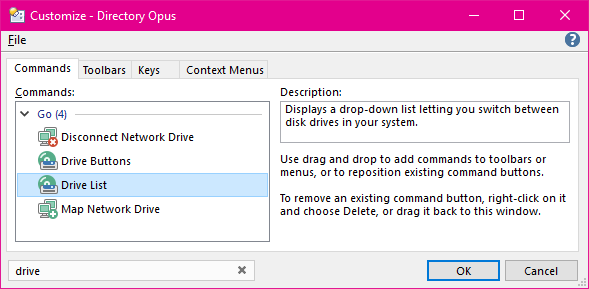 Customize - Directory Opus
File
Commands Toolbars Keys Context Menus
Commands:
Go (4)
Disconnect Network Drive
Drive Buttons
Drive List
Map Network Drive
Description:
Displays a drop-down list letting you switch between
disk drives in your system.
Use drag and drop to add commands to toolbars or
menus, or to reposition existing command buttons.
To remove an existing command button, right-click on it
and choose Delete, or drag it back to this window.
drive
OK Cancel